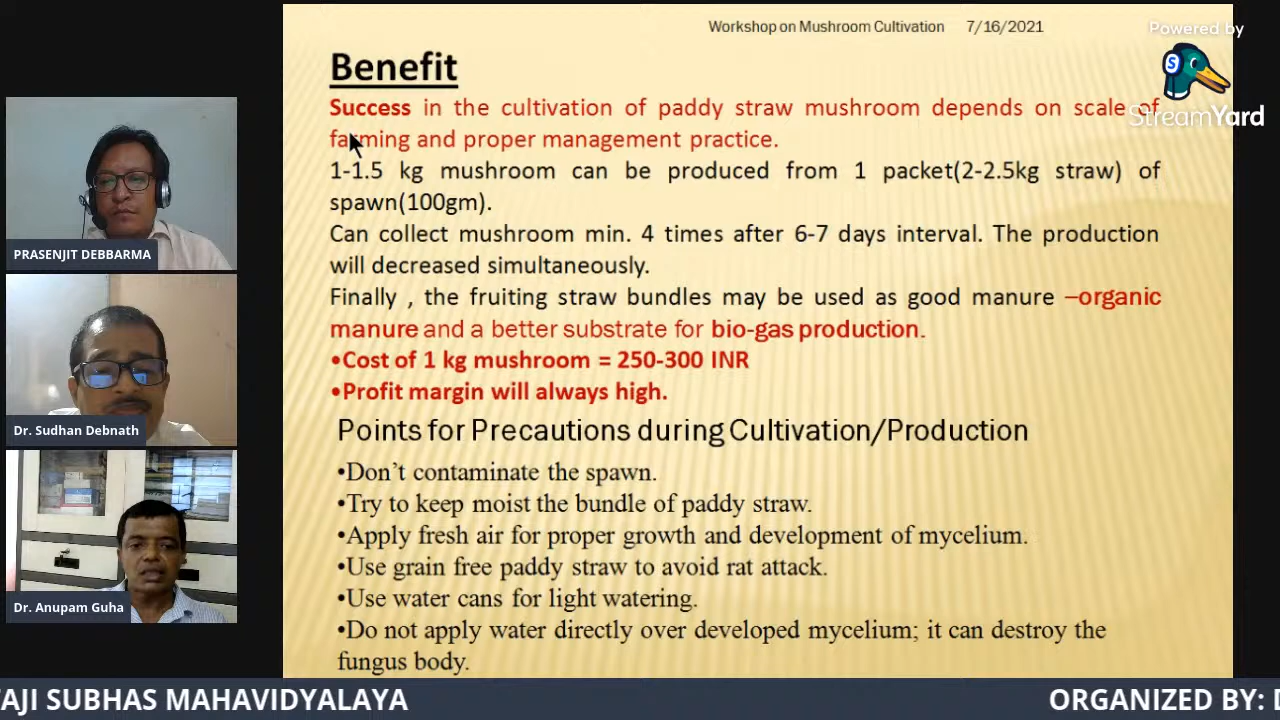 Workshop on Mushroom Cultivation 7/16/2021
Powered by
StreamYard
Benefit
Success in the cultivation of paddy straw mushroom depends on scale of
farming and proper management practice.
1-1.5 kg mushroom can be produced from 1 packet(2-2.5kg straw) of
spawn(100gm).
Can collect mushroom min. 4 times after 6-7 days interval. The production
will decreased simultaneously.
Finally , the fruiting straw bundles may be used as good manure –organic
manure and a better substrate for bio-gas production.
•Cost of 1 kg mushroom = 250-300 INR
•Profit margin will always high.
Points for Precautions during Cultivation/Production
•Don’t contaminate the spawn.
•Try to keep moist the bundle of paddy straw.
•Apply fresh air for proper growth and development of mycelium.
•Use grain free paddy straw to avoid rat attack.
•Use water cans for light watering.
•Do not apply water directly over developed mycelium; it can destroy the
fungus body.
PRASENJIT DEBBARMA
Dr. Sudhan Debnath
Dr. Anupam Guha
AJI SUBHAS MAHAVIDYALAYA
ORGANIZED BY: